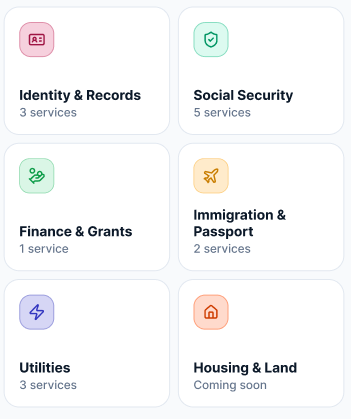 Identity & Records
3 services
Social Security
5 services
Finance & Grants
1 service
Immigration &
Passport
2 services
Utilities
3 services
Housing & Land
Coming soon